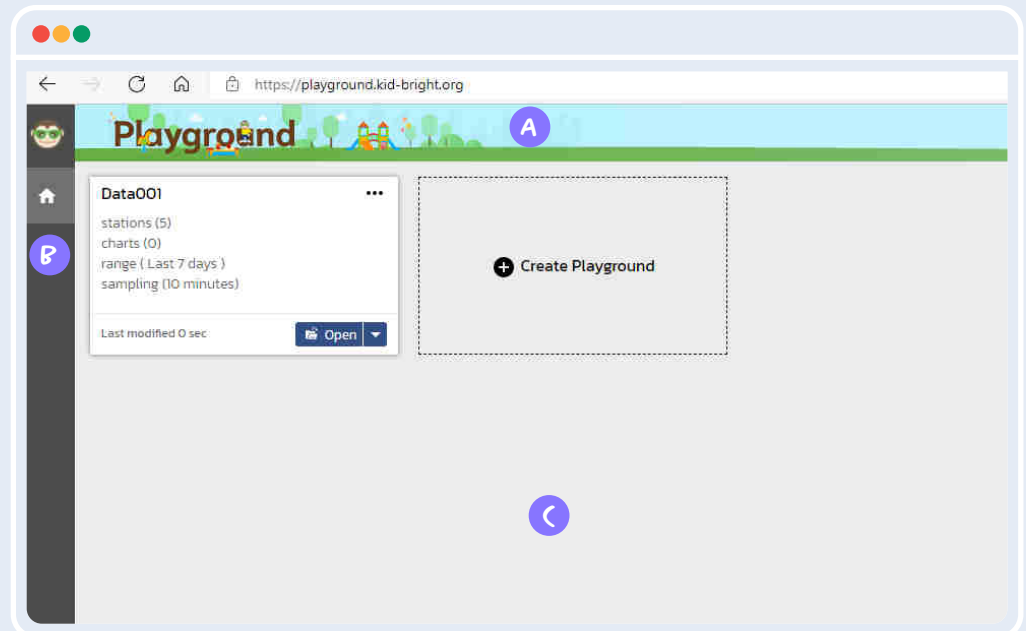 https://playground.kid-bright.org
Playground
A
Data001
stations (5)
charts (0)
range ( Last 7 days )
sampling (10 minutes)
Last modified 0 sec
Open
Create Playground
B
C